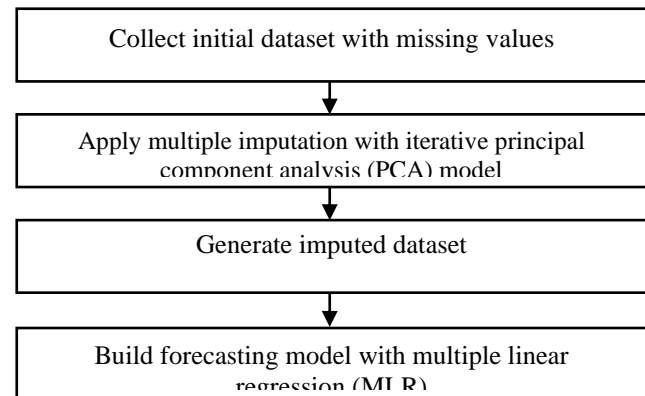 Collect initial dataset with missing values
Apply multiple imputation with iterative principal
component analysis (PCA) model
Generate imputed dataset
Build forecasting model with multiple linear
regression (MLR)